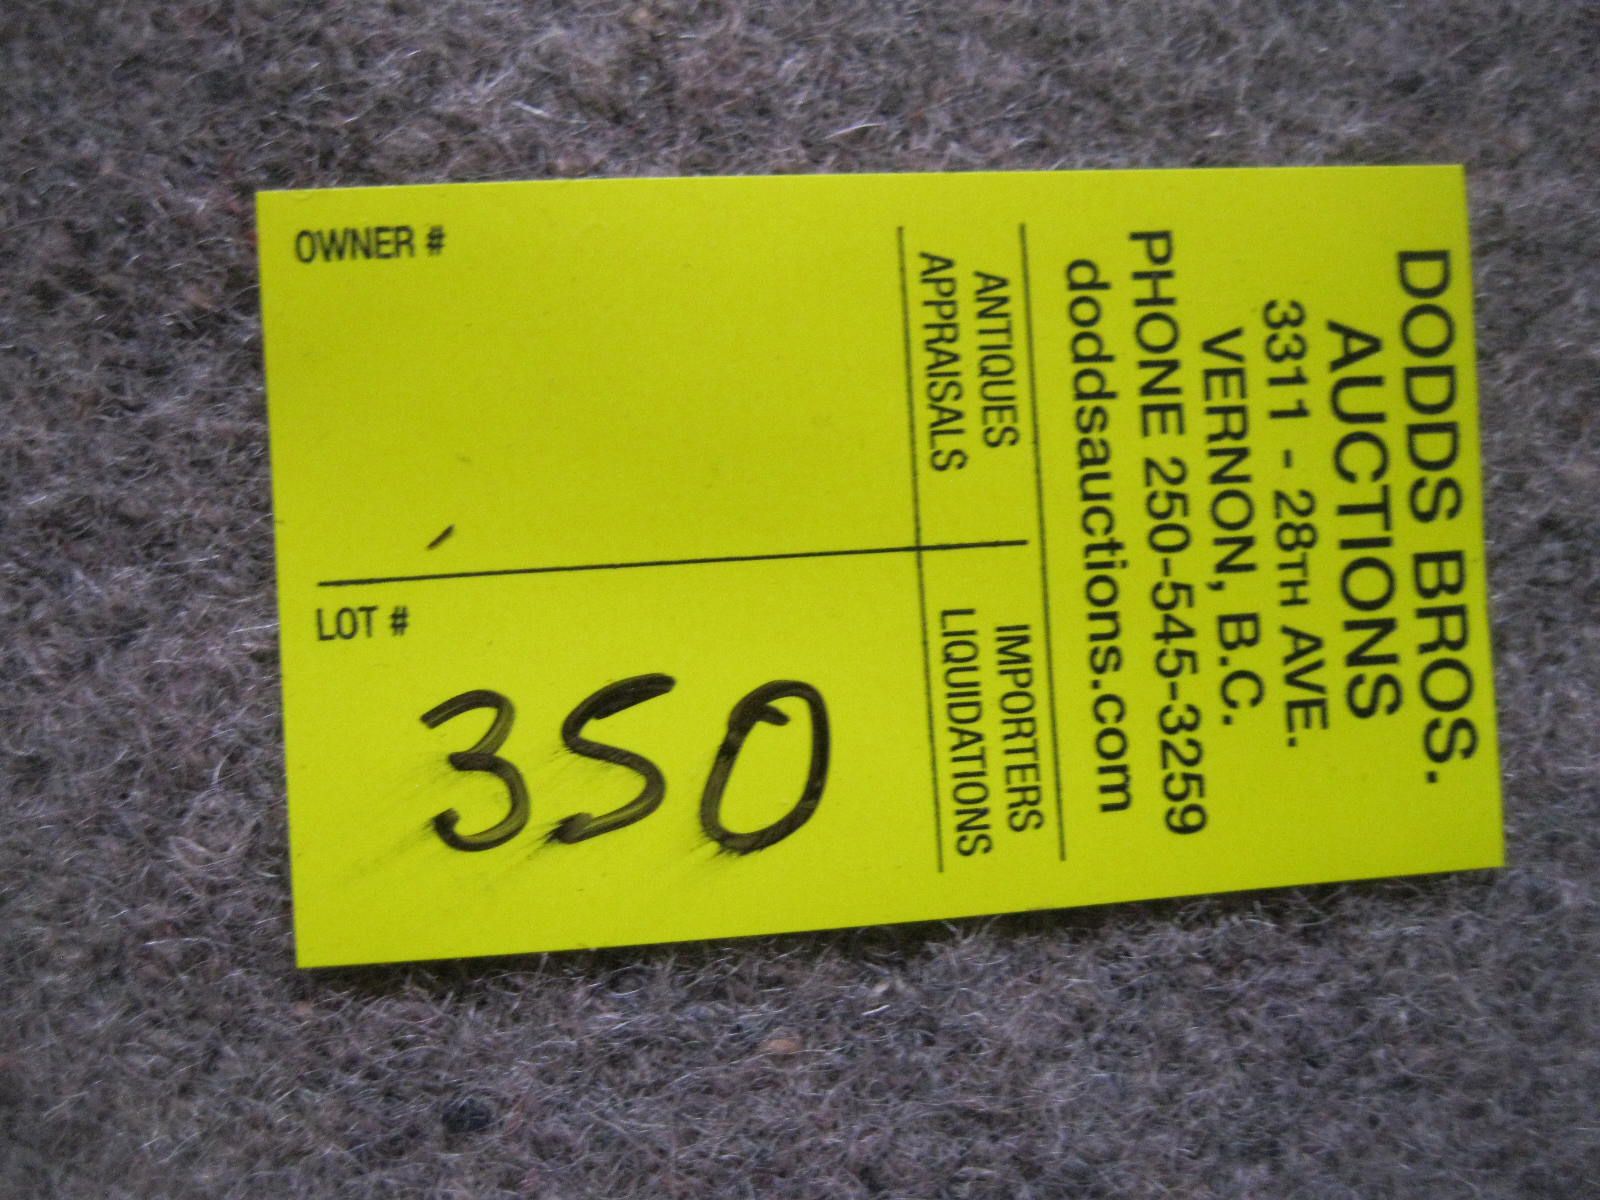 DODDS BROS.
AUCTIONS
3311 - 28TH AVE.
VERNON, B.C.
PHONE 250-545-3259
doddsauctions.com
ANTIQUES
APPRAISALS
IMPORTERS
LIQUIDATIONS
OWNER #
LOT #
350